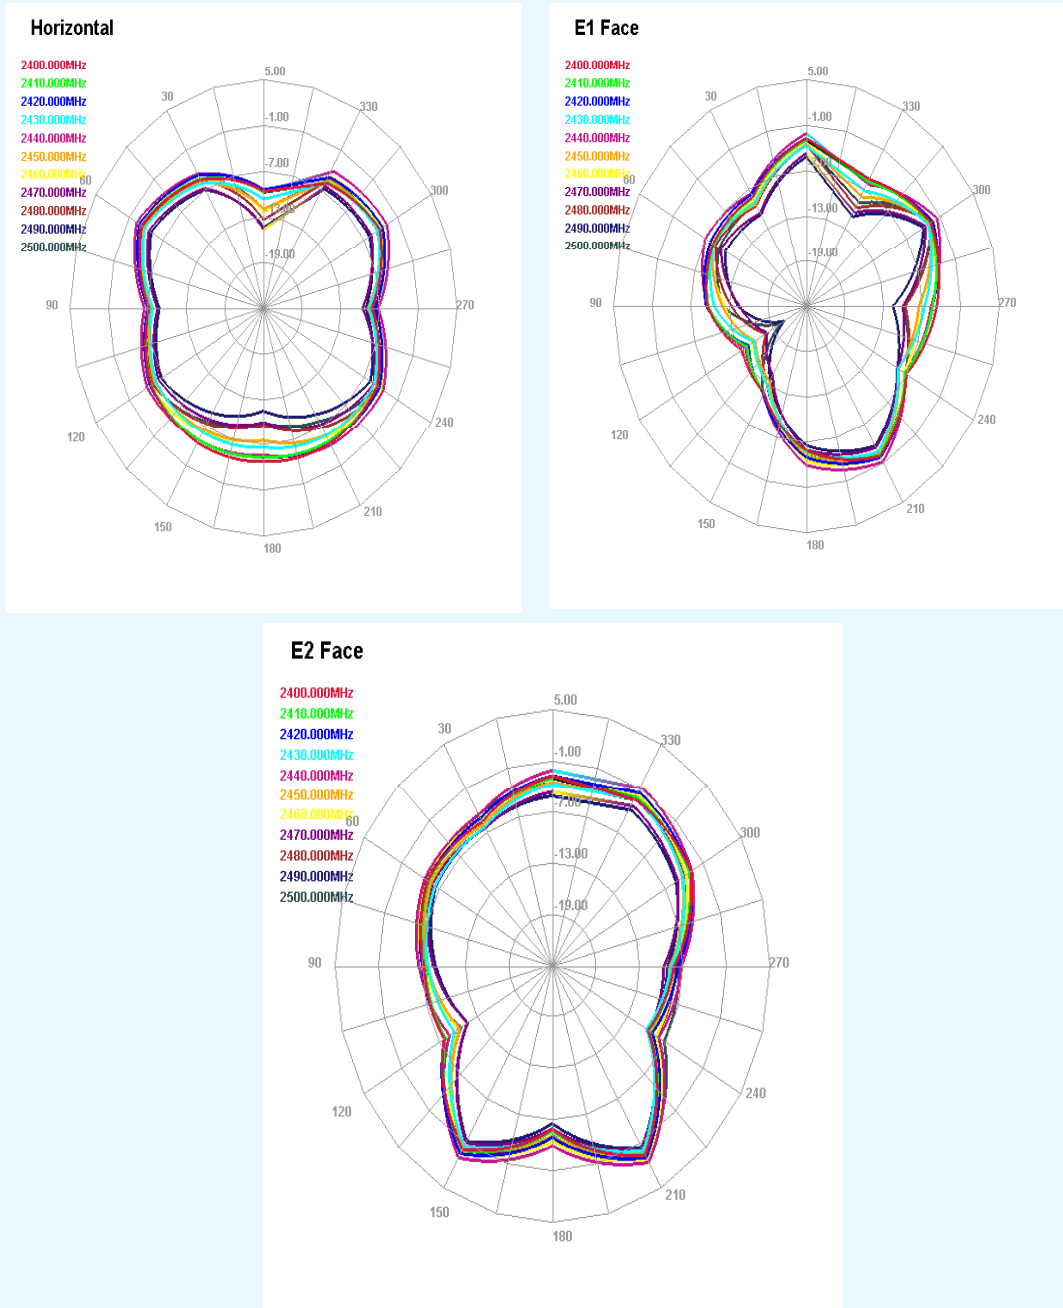 Horizontal
2400.000MHz
2410.000MHz
2420.000MHz
2430.000MHz
2440.000MHz
2450.000MHz
2460.000MHz
2470.000MHz
2480.000MHz
2490.000MHz
2500.000MHz
5.00
-1.00
-7.00
-19.00
30
60
90
120
150
180
210
240
270
300
330
E1 Face
2400.000MHz
2410.000MHz
2420.000MHz
2430.000MHz
2440.000MHz
2450.000MHz
2460.000MHz
2470.000MHz
2480.000MHz
2490.000MHz
2500.000MHz
5.00
-1.00
-13.00
-19.00
30
60
90
120
150
180
210
240
270
300
330
E2 Face
2400.000MHz
2410.000MHz
2420.000MHz
2430.000MHz
2440.000MHz
2450.000MHz
2460.000MHz
2470.000MHz
2480.000MHz
2490.000MHz
2500.000MHz
5.00
-1.00
-7.00
-13.00
-19.00
30
60
90
120
150
180
210
240
270
300
330